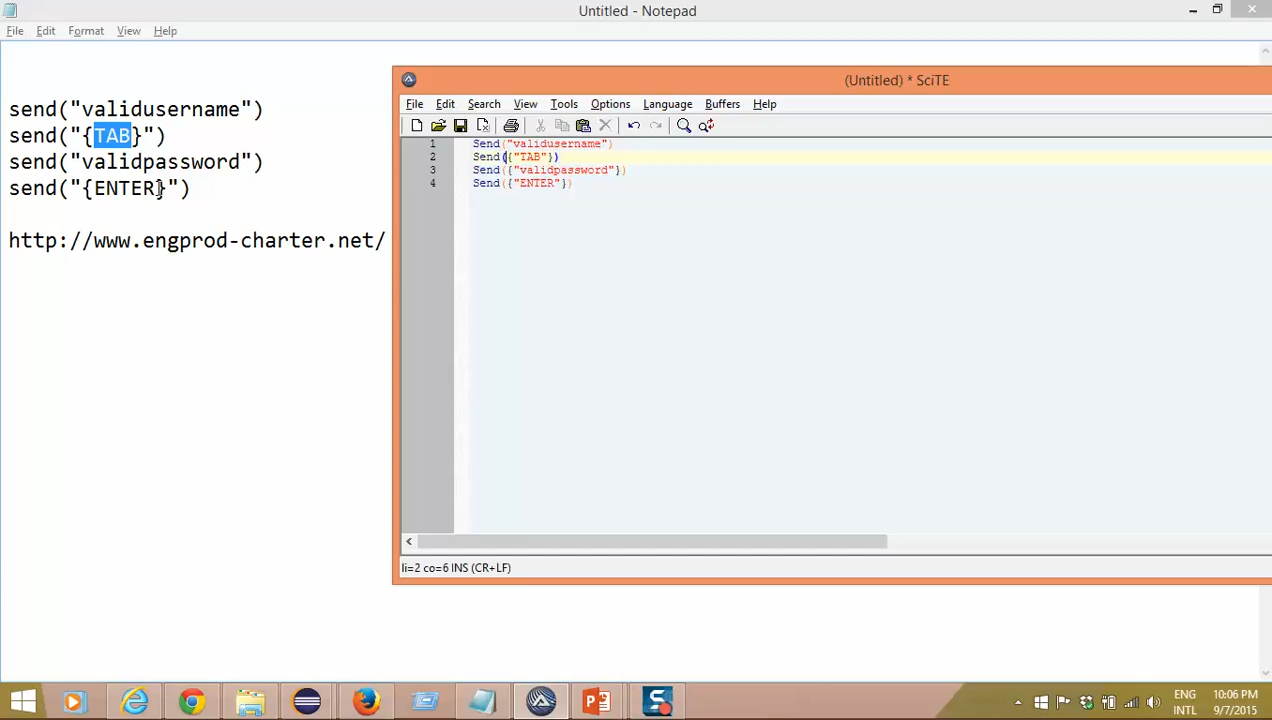 Untitled - Notepad
File Edit Format View Help
send("validusername")
send("{TAB}")
send("validpassword")
send("{ENTER}")
http://www.engprod-charter.net/
(Untitled) * SciTE
File Edit Search View Tools Options Language Buffers Help
1 Send("validusername")
2 Send({"TAB"})
3 Send({"validpassword"})
4 Send({"ENTER"})
li=2 co=6 INS (CR+LF)
ENG 10:06 PM
INTL 9/7/2015